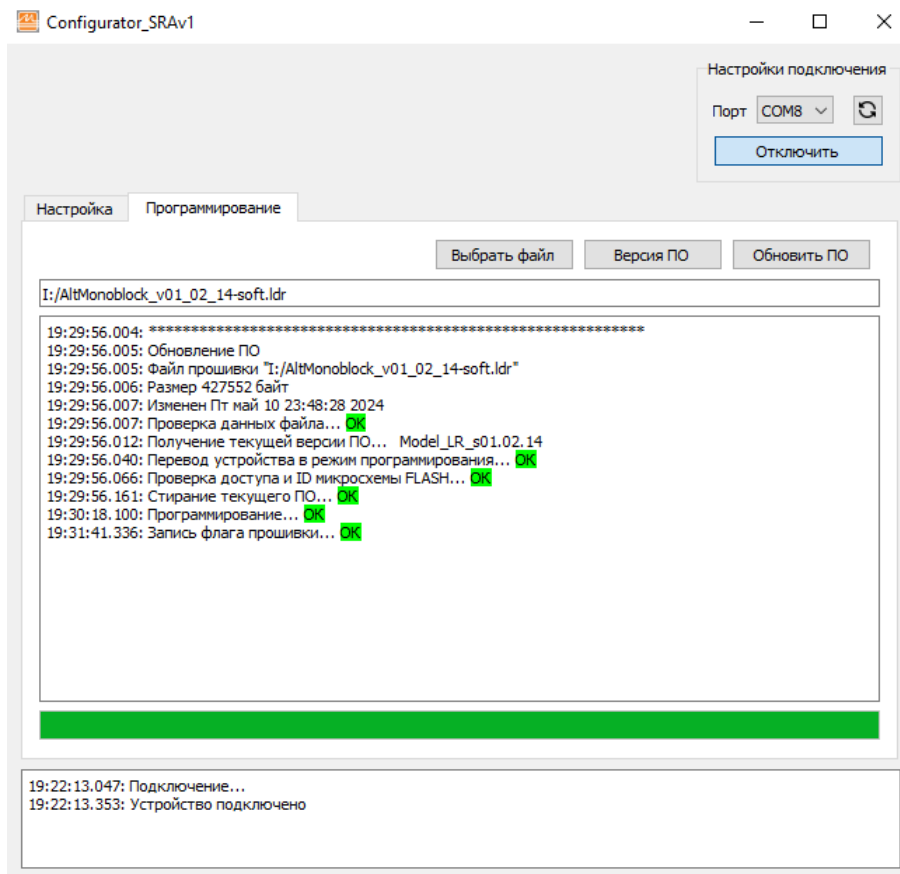 Configurator_SRAv1
Настройки подключения
Порт COM8
Отключить
Настройка Программирование
Выбрать файл Версия ПО Обновить ПО
I:/AltMonoblock_v01_02_14-soft.ldr
19:29:56.004: ***********************************************************
19:29:56.005: Обновление ПО
19:29:56.005: Файл прошивки "I:/AltMonoblock_v01_02_14-soft.ldr"
19:29:56.006: Размер 427552 байт
19:29:56.007: Изменен Пт май 10 23:48:28 2024
19:29:56.007: Проверка данных файла... OK
19:29:56.012: Получение текущей версии ПО... Model_LR_s01.02.14
19:29:56.040: Перевод устройства в режим программирования... OK
19:29:56.066: Проверка доступа и ID микросхемы FLASH... OK
19:29:56.161: Стирание текущего ПО... OK
19:30:18.100: Программирование... OK
19:31:41.336: Запись флага прошивки... OK
19:22:13.047: Подключение...
19:22:13.353: Устройство подключено